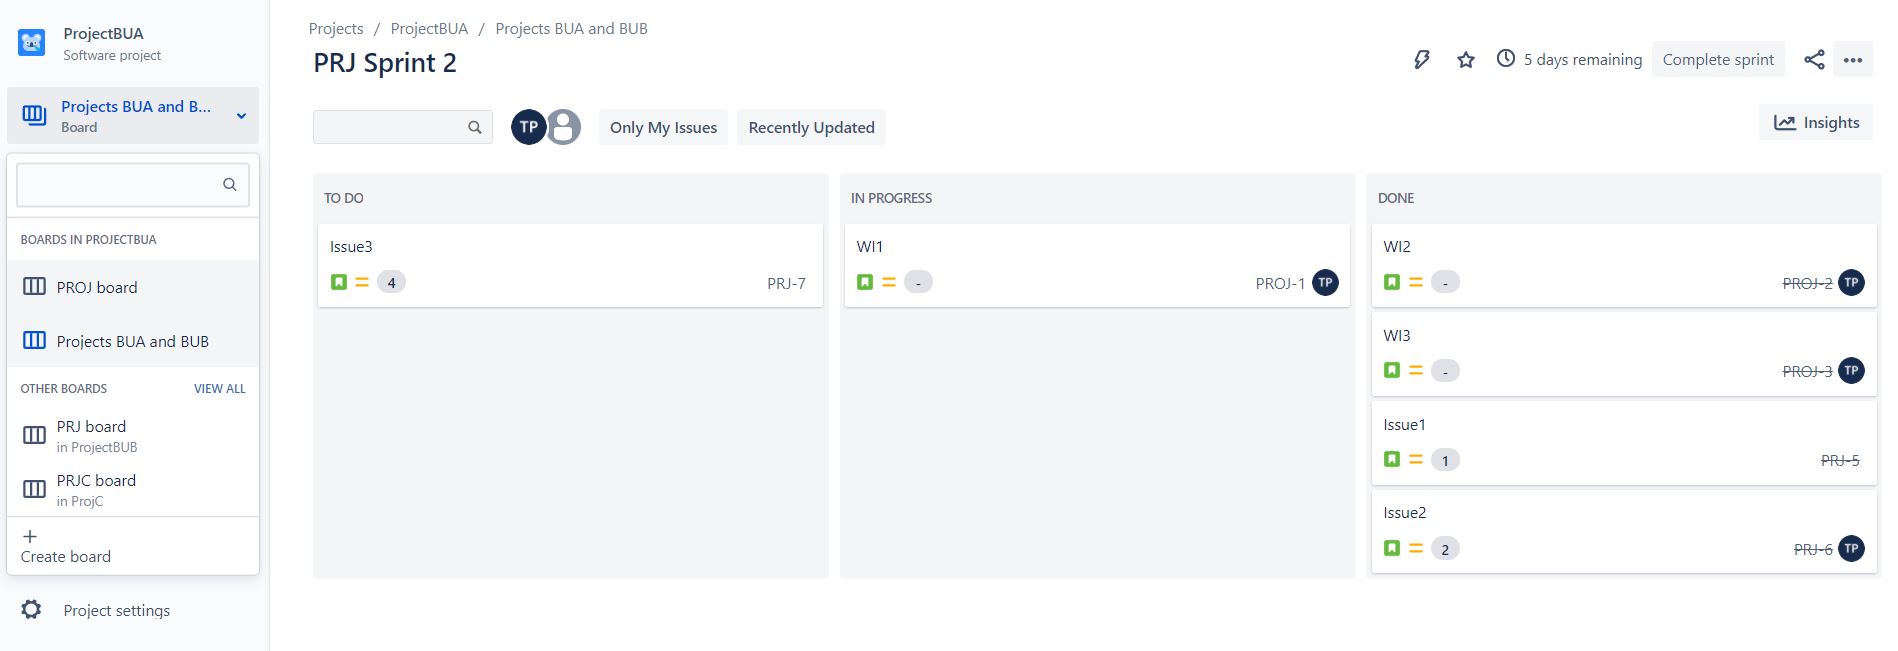 ProjectBUA
Software project
Projects BUA and B...
Board
BOARDS IN PROJECTBUA
PROJ board
Projects BUA and BUB
OTHER BOARDS VIEW ALL
PRJ board
in ProjectBUB
PRJC board
in ProjC
+
Create board
Project settings
Projects / ProjectBUA / Projects BUA and BUB
PRJ Sprint 2
5 days remaining Complete sprint
TP Only My Issues Recently Updated
Insights
TO DO
Issue3
4 PRJ-7
IN PROGRESS
WI1
- PROJ-1 TP
DONE
WI2
- PROJ-2 TP
WI3
- PROJ-3 TP
Issue1
1 PRJ-5
Issue2
2 PRJ-6 TP